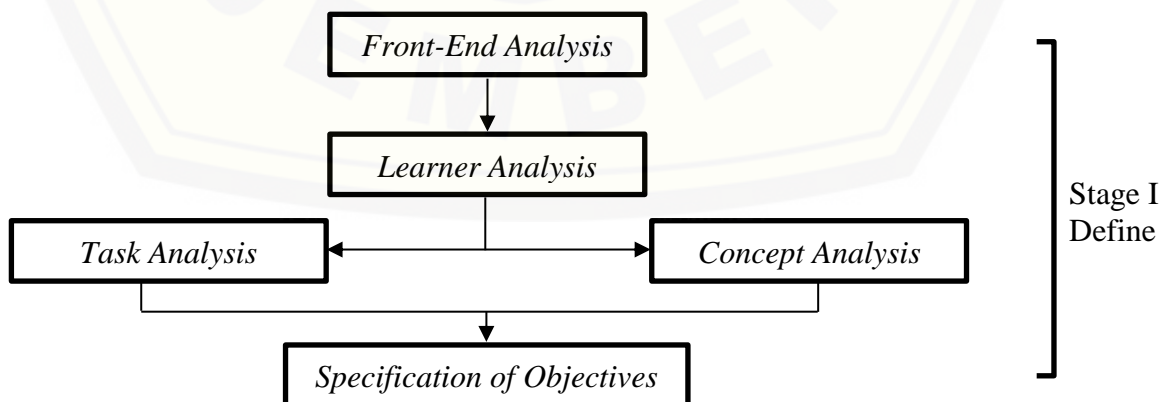 Front-End Analysis
Learner Analysis
Task Analysis
Concept Analysis
Specification of Objectives
Stage I
Define